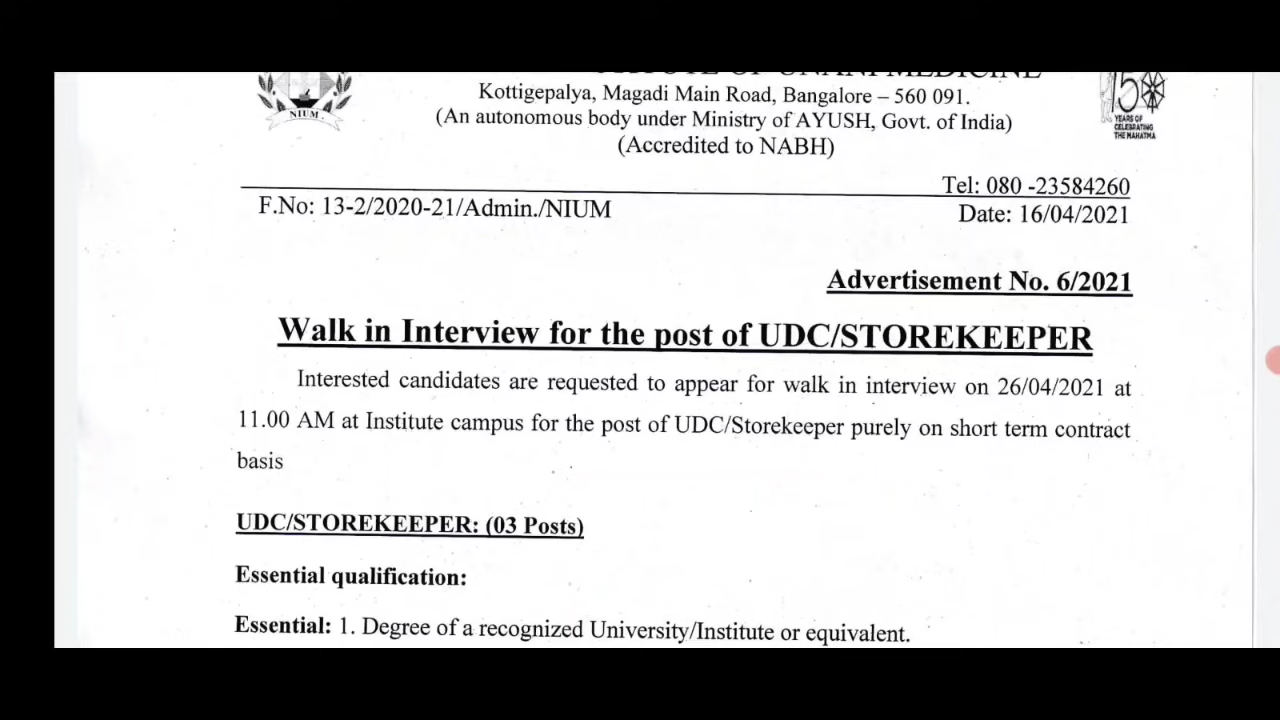 INSTITUTE OF UNANI MEDICINE
Kottigepalya, Magadi Main Road, Bangalore – 560 091.
(An autonomous body under Ministry of AYUSH, Govt. of India)
(Accredited to NABH)
NIUM
150
YEARS OF
CELEBRATING
THE MAHATMA
Tel: 080 -23584260
F.No: 13-2/2020-21/Admin./NIUM
Date: 16/04/2021
Advertisement No. 6/2021
Walk in Interview for the post of UDC/STOREKEEPER
Interested candidates are requested to appear for walk in interview on 26/04/2021 at
11.00 AM at Institute campus for the post of UDC/Storekeeper purely on short term contract
basis
UDC/STOREKEEPER: (03 Posts)
Essential qualification:
Essential: 1. Degree of a recognized University/Institute or equivalent.